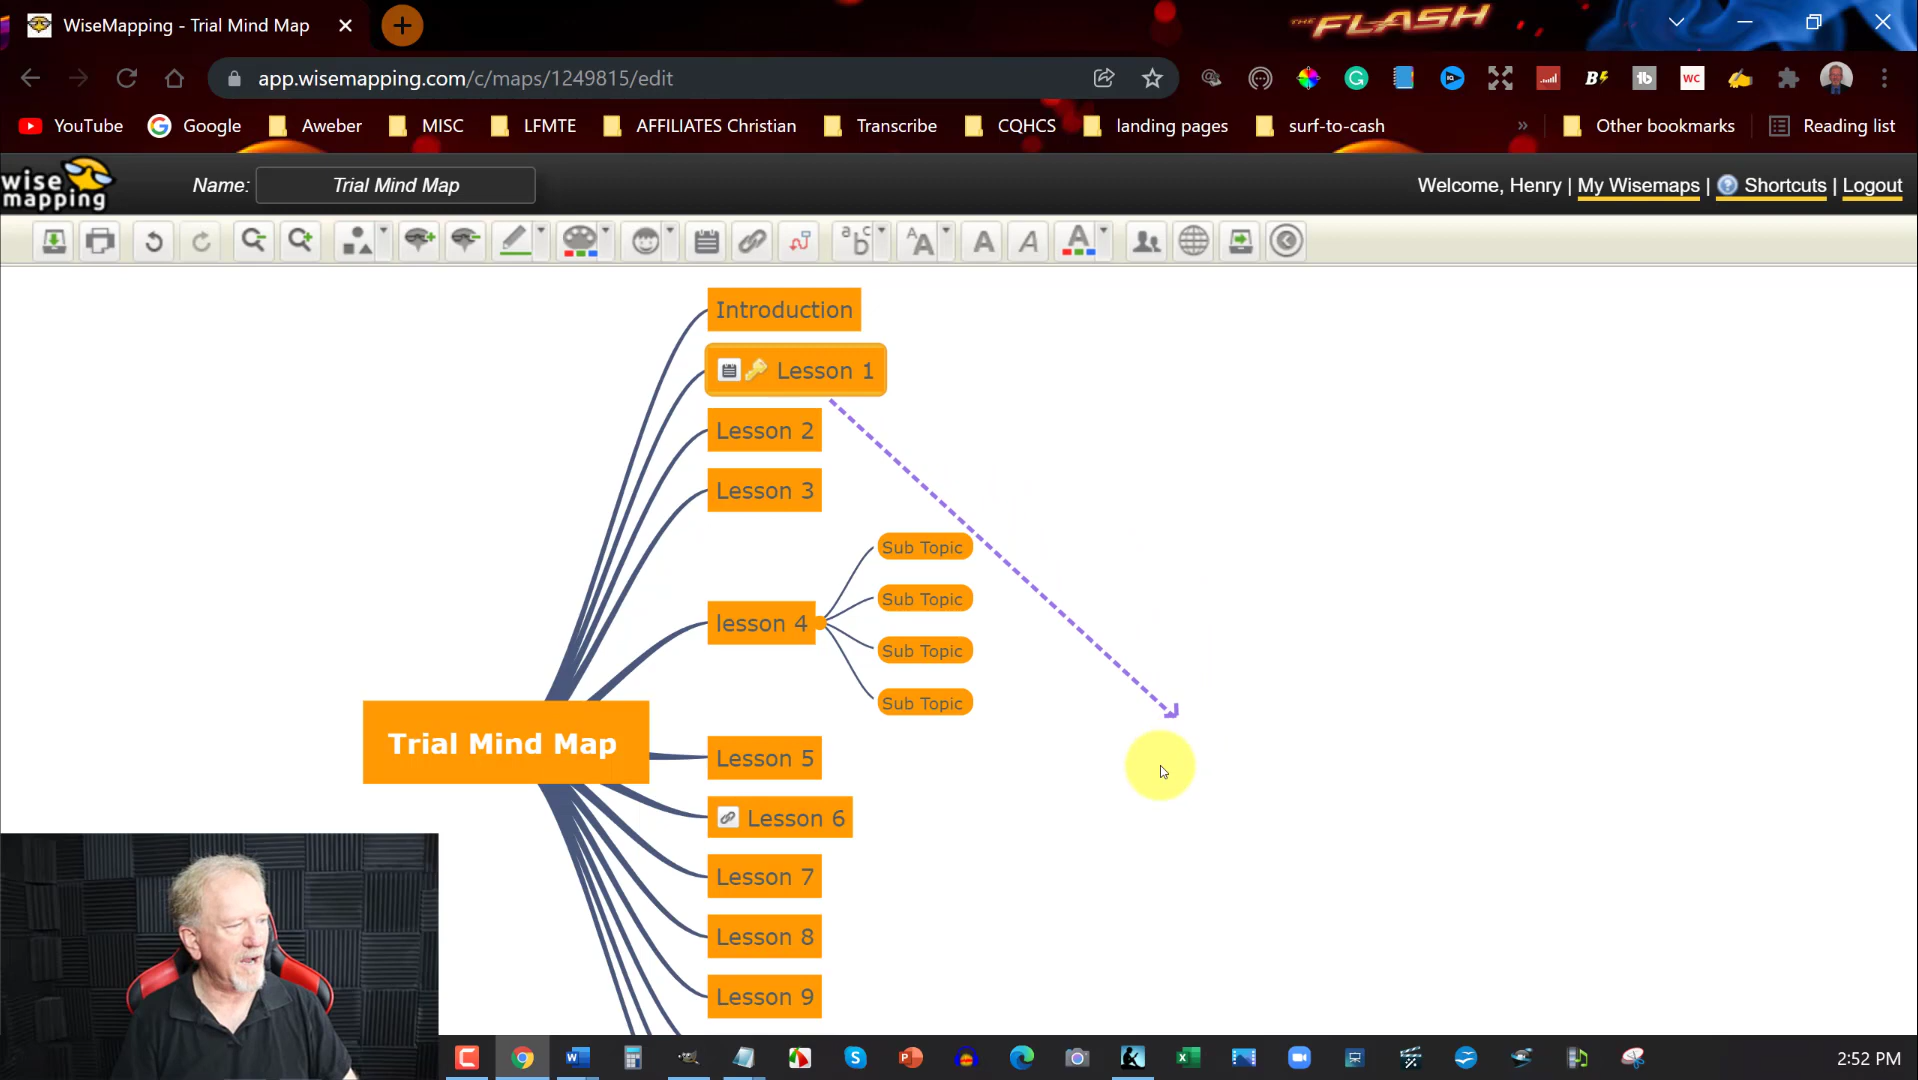 WiseMapping - Trial Mind Map
THE FLASH
app.wisemapping.com/c/maps/1249815/edit
YouTube Google Aweber MISC LFMTE AFFILIATES Christian Transcribe CQHCS landing pages surf-to-cash » Other bookmarks Reading list
wise mapping
Name: Trial Mind Map
Welcome, Henry | My Wisemaps | Shortcuts | Logout
Introduction
Lesson 1
Lesson 2
Lesson 3
Sub Topic
Sub Topic
lesson 4
Sub Topic
Sub Topic
Trial Mind Map
Lesson 5
Lesson 6
Lesson 7
Lesson 8
Lesson 9
2:52 PM